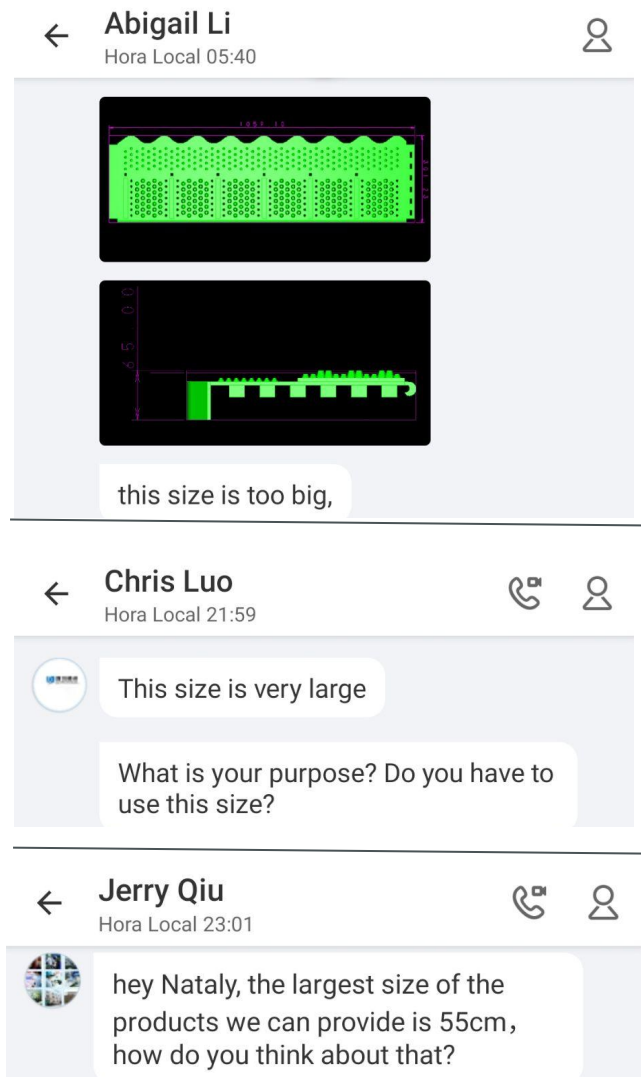 Abigail Li
Hora Local 05:40
this size is too big,
Chris Luo
Hora Local 21:59
This size is very large
What is your purpose? Do you have to
use this size?
Jerry Qiu
Hora Local 23:01
hey Nataly, the largest size of the
products we can provide is 55cm，
how do you think about that?